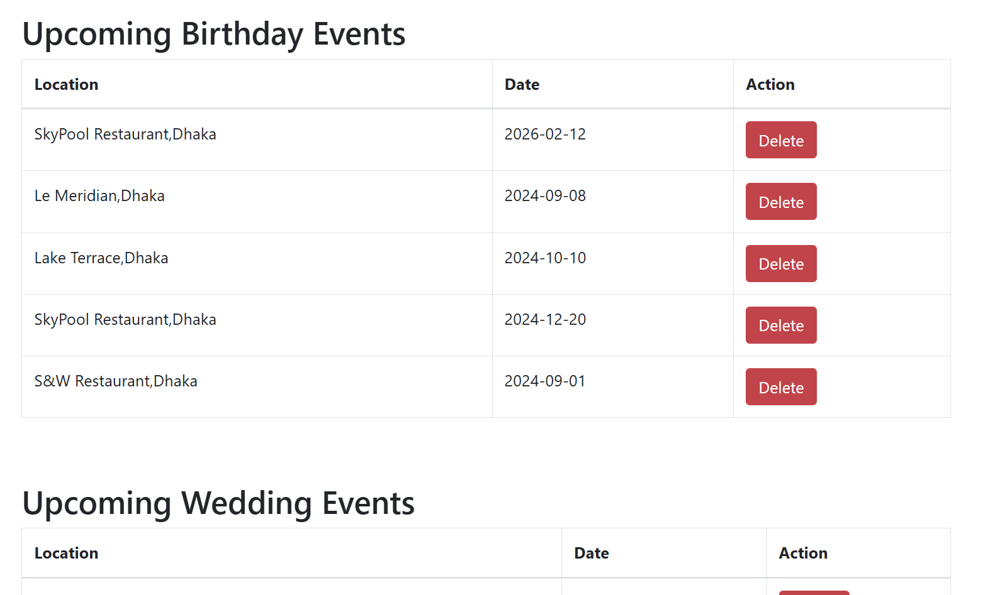 Upcoming Birthday Events
Location Date Action
SkyPool Restaurant,Dhaka 2026-02-12 Delete
Le Meridian,Dhaka 2024-09-08 Delete
Lake Terrace,Dhaka 2024-10-10 Delete
SkyPool Restaurant,Dhaka 2024-12-20 Delete
S&W Restaurant,Dhaka 2024-09-01 Delete
Upcoming Wedding Events
Location Date Action